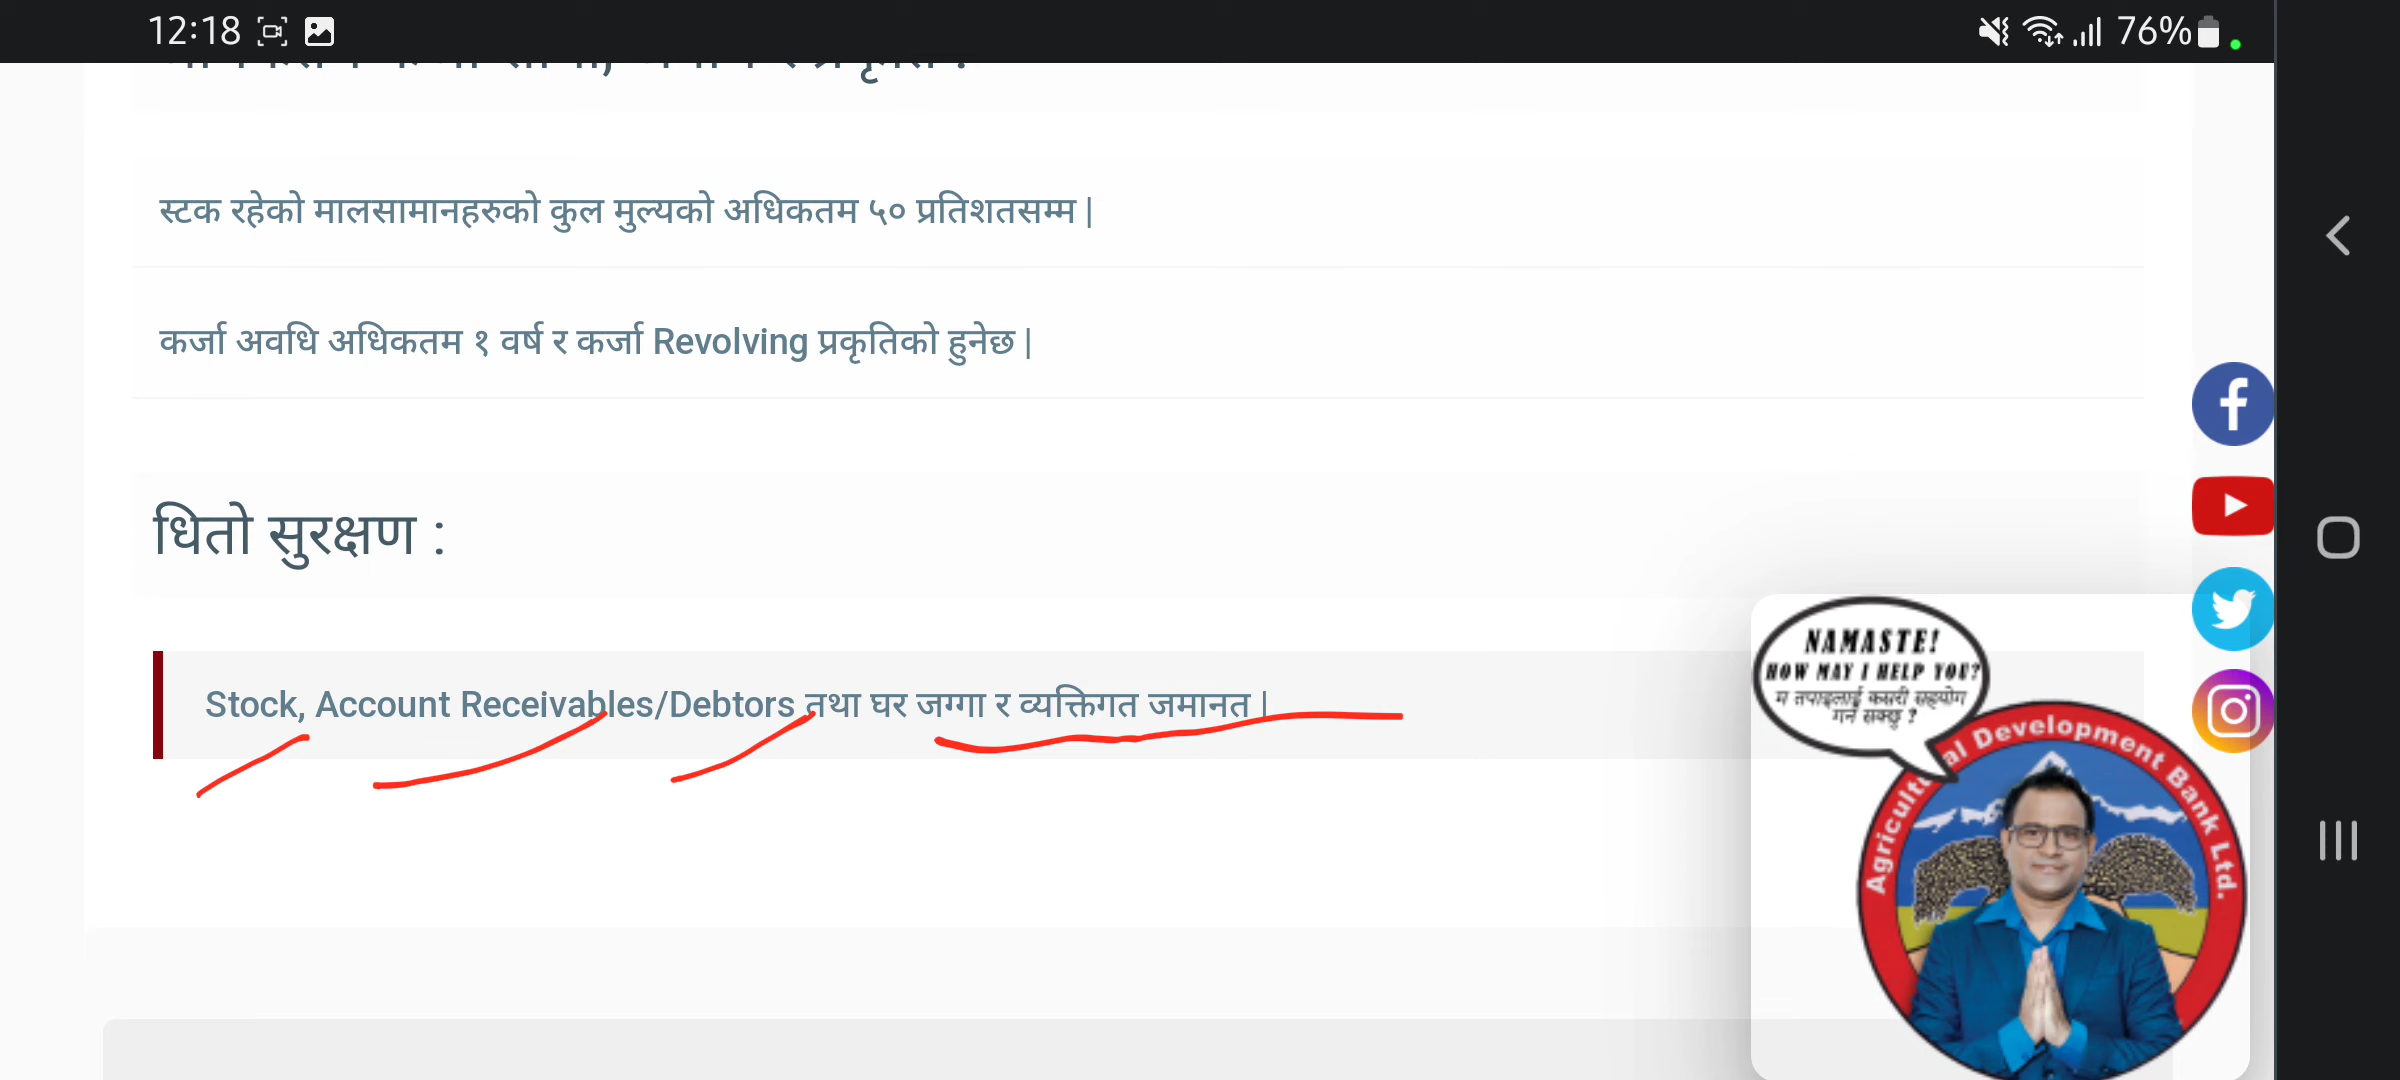 12:18
76%
स्टक रहेको मालसामानहरुको कुल मुल्यको अधिकतम ५० प्रतिशतसम्म |
कर्जा अवधि अधिकतम १ वर्ष र कर्जा Revolving प्रकृतिको हुनेछ |
धितो सुरक्षण :
Stock, Account Receivables/Debtors तथा घर जग्गा र व्यक्तिगत जमानत |
NAMASTE!
HOW MAY I HELP YOU?
म तपाइलाई कसरी सहयोग
गर्न सक्छु ?
Agricultural Development Bank Ltd.